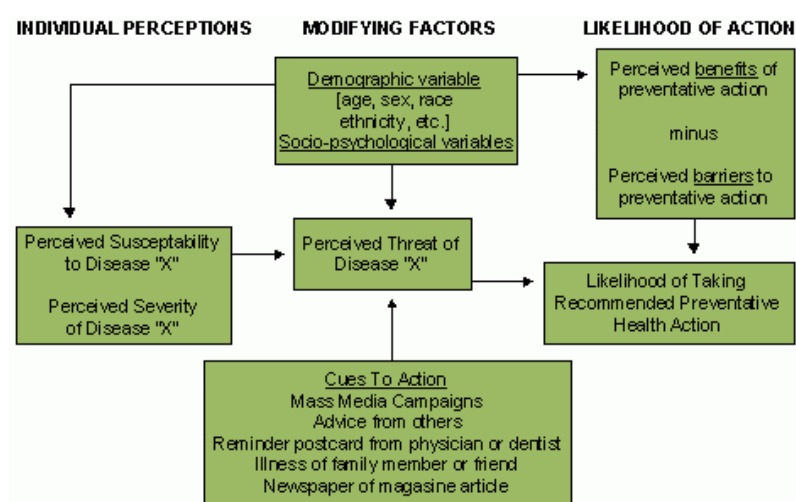 INDIVIDUAL PERCEPTIONS
MODIFYING FACTORS
LIKELIHOOD OF ACTION
Demographic variable
[age, sex, race
ethnicity, etc.]
Socio-psychological variables
Perceived benefits of
preventative action
minus
Perceived barriers to
preventative action
Perceived Susceptability
to Disease "X"
Perceived Severity
of Disease "X"
Perceived Threat of
Disease "X"
Likelihood of Taking
Recommended Preventative
Health Action
Cues To Action
Mass Media Campaigns
Advice from others
Reminder postcard from physician or dentist
Illness of family member or friend
Newspaper of magasine article